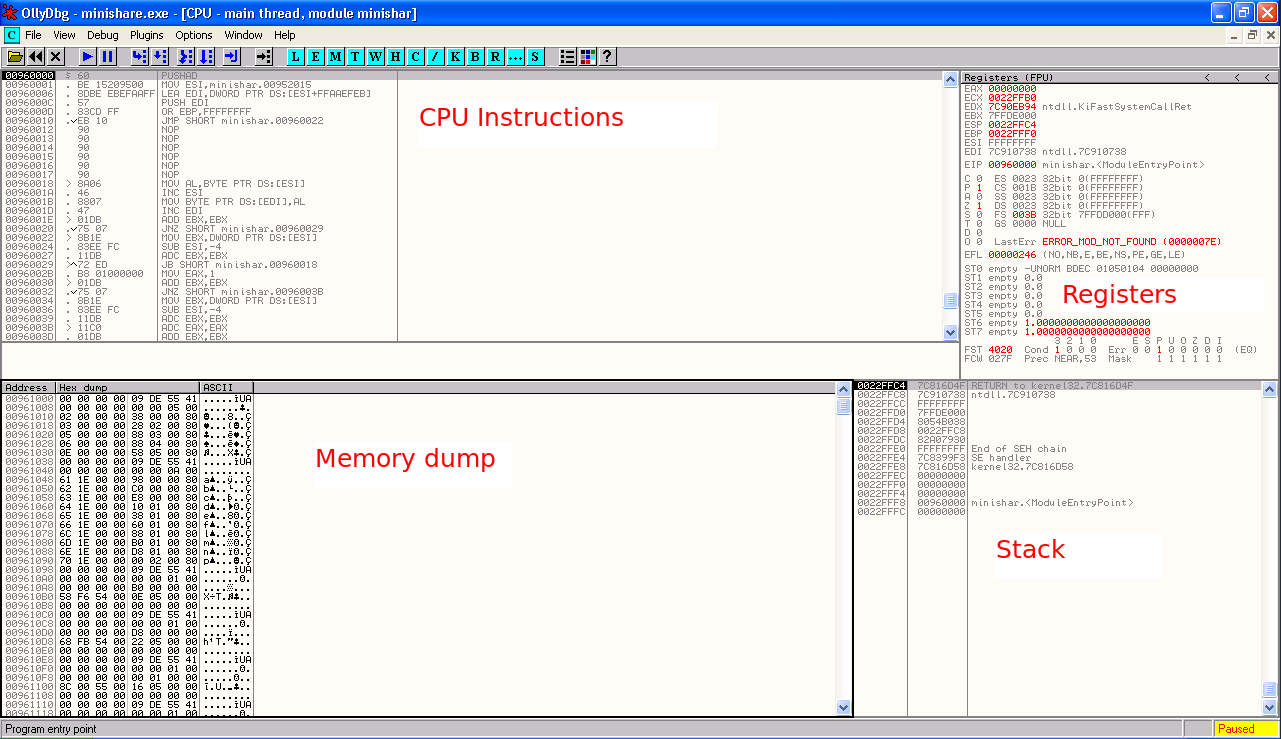 OllyDbg - minishare.exe - [CPU - main thread, module minishar]
C File View Debug Plugins Options Window Help
L E M T W H C / K B R ... S ?
00960000 $ 60 PUSHAD
00960001 . BE 15209500 MOV ESI,minishar.00952015
00960006 . 8DBE EBEFAAFF LEA EDI,DWORD PTR DS:[ESI+FFAAEFEB]
0096000C . 57 PUSH EDI
0096000D . 83CD FF OR EBP,FFFFFFFF
00960010 . EB 10 JMP SHORT minishar.00960022
00960012 90 NOP
00960013 90 NOP
00960014 90 NOP
00960015 90 NOP
00960016 90 NOP
00960017 90 NOP
00960018 > 8A06 MOV AL,BYTE PTR DS:[ESI]
0096001A . 46 INC ESI
0096001B . 8807 MOV BYTE PTR DS:[EDI],AL
0096001D . 47 INC EDI
0096001E > 01DB ADD EBX,EBX
00960020 . 75 07 JNZ SHORT minishar.00960029
00960022 > 8B1E MOV EBX,DWORD PTR DS:[ESI]
00960024 . 83EE FC SUB ESI,-4
00960027 . 11DB ADC EBX,EBX
00960029 > 72 ED JB SHORT minishar.00960018
0096002B . B8 01000000 MOV EAX,1
00960030 > 01DB ADD EBX,EBX
00960032 . 75 07 JNZ SHORT minishar.0096003B
00960034 . 8B1E MOV EBX,DWORD PTR DS:[ESI]
00960036 . 83EE FC SUB ESI,-4
00960039 . 11DB ADC EBX,EBX
0096003B > 11C0 ADC EAX,EAX
0096003D . 01DB ADD EBX,EBX
CPU Instructions
Registers (FPU) < < <
EAX 00000000
ECX 0022FFB0
EDX 7C90EB94 ntdll.KiFastSystemCallRet
EBX 7FFDE000
ESP 0022FFC4
EBP 0022FFF0
ESI FFFFFFFF
EDI 7C910738 ntdll.7C910738
EIP 00960000 minishar.<ModuleEntryPoint>
C 0 ES 0023 32bit 0(FFFFFFFF)
P 1 CS 001B 32bit 0(FFFFFFFF)
A 0 SS 0023 32bit 0(FFFFFFFF)
Z 1 DS 0023 32bit 0(FFFFFFFF)
S 0 FS 003B 32bit 7FFDD000(FFF)
T 0 GS 0000 NULL
D 0
O 0 LastErr ERROR_MOD_NOT_FOUND (0000007E)
EFL 00000246 (NO,NB,E,BE,NS,PE,GE,LE)
ST0 empty -UNORM BDEC 01050104 00000000
ST1 empty 0.0
ST2 empty 0.0
ST3 empty 0.0
ST4 empty 0.0
ST5 empty 0.0
ST6 empty 1.0000000000000000000
ST7 empty 1.0000000000000000000
3 2 1 0 E S P U O Z D I
FST 4020 Cond 1 0 0 0 Err 0 0 1 0 0 0 0 0 (EQ)
FCW 027F Prec NEAR,53 Mask 1 1 1 1 1 1
Registers
Address Hex dump ASCII
00961000 00 00 00 00 09 DE 55 41
00961008 00 00 00 00 00 00 05 00
00961010 02 00 00 00 38 00 00 80
00961018 03 00 00 00 28 02 00 80
00961020 05 00 00 00 88 03 00 80
00961028 06 00 00 00 88 04 00 80
00961030 0E 00 00 00 58 05 00 80
00961038 00 00 00 00 09 DE 55 41
00961040 00 00 00 00 00 00 0A 00
00961048 61 1E 00 00 98 00 00 80
00961050 62 1E 00 00 C0 00 00 80
00961058 63 1E 00 00 E8 00 00 80
00961060 64 1E 00 00 10 01 00 80
00961068 65 1E 00 00 38 01 00 80
00961070 66 1E 00 00 60 01 00 80
00961078 6C 1E 00 00 88 01 00 80
00961080 6D 1E 00 00 B0 01 00 80
00961088 6E 1E 00 00 D8 01 00 80
00961090 70 1E 00 00 00 02 00 80
00961098 00 00 00 00 09 DE 55 41
009610A0 00 00 00 00 00 00 01 00
009610A8 00 00 00 00 B0 00 00 00
009610B0 58 F6 54 00 0E 05 00 00
009610B8 00 00 00 00 00 00 00 00
009610C0 00 00 00 00 09 DE 55 41
009610C8 00 00 00 00 00 00 01 00
009610D0 00 00 00 00 D8 00 00 00
009610D8 68 FB 54 00 22 05 00 00
009610E0 00 00 00 00 00 00 00 00
009610E8 00 00 00 00 09 DE 55 41
009610F0 00 00 00 00 00 00 01 00
009610F8 00 00 00 00 00 01 00 00
00961100 8C 00 55 00 16 05 00 00
00961108 00 00 00 00 00 00 00 00
00961110 00 00 00 00 09 DE 55 41
00961118 00 00 00 00 00 00 01 00
Memory dump
0022FFC4 7C816D4F RETURN to kernel32.7C816D4F
0022FFC8 7C910738 ntdll.7C910738
0022FFCC FFFFFFFF
0022FFD0 7FFDE000
0022FFD4 8054B038
0022FFD8 0022FFC8
0022FFDC 82A07930
0022FFE0 FFFFFFFF End of SEH chain
0022FFE4 7C8399F3 SE handler
0022FFE8 7C816D58 kernel32.7C816D58
0022FFEC 00000000
0022FFF0 00000000
0022FFF4 00000000
0022FFF8 00960000 minishar.<ModuleEntryPoint>
0022FFFC 00000000
Stack
Program entry point
Paused